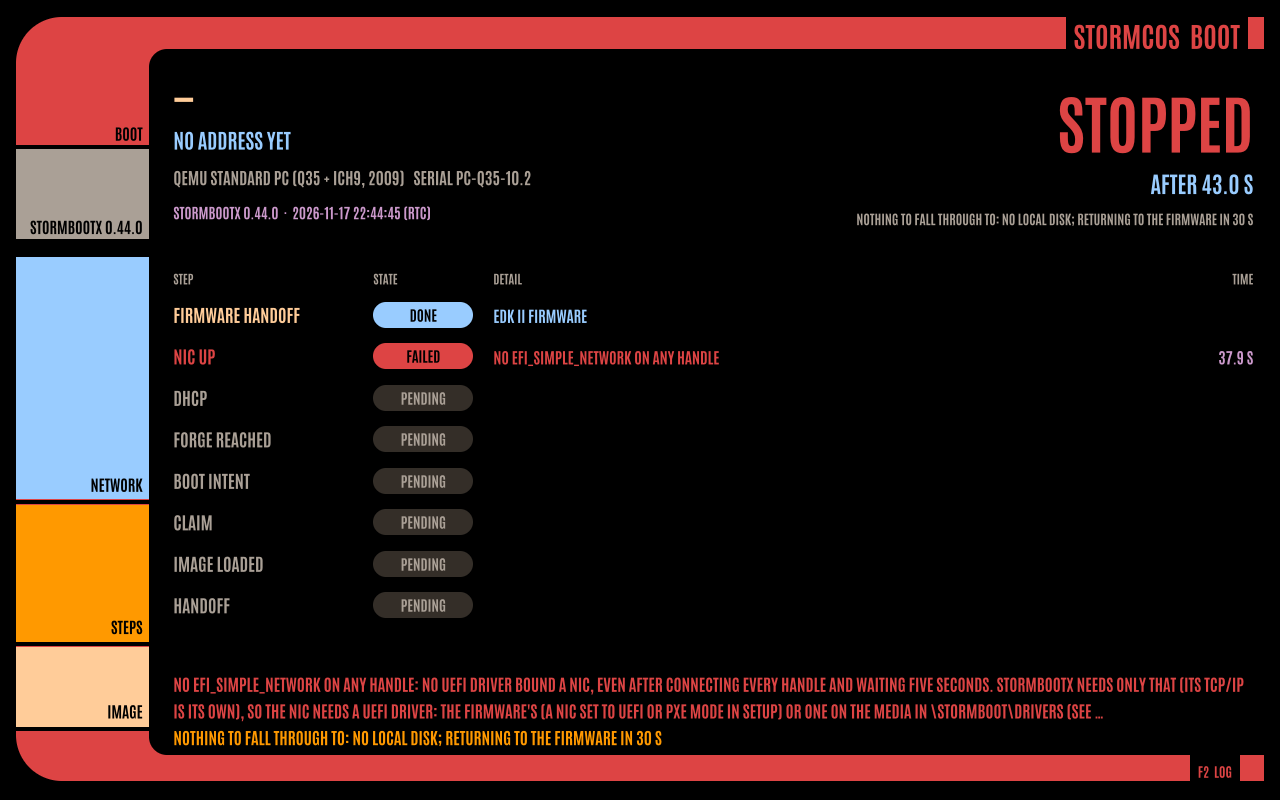 STORMCOS BOOT
BOOT
STORMBOOTX 0.44.0
NETWORK
STEPS
IMAGE
–
NO ADDRESS YET
QEMU STANDARD PC (Q35 + ICH9, 2009) SERIAL PC-Q35-10.2
STORMBOOTX 0.44.0 · 2026-11-17 22:44:45 (RTC)
STOPPED
AFTER 43.0 S
NOTHING TO FALL THROUGH TO: NO LOCAL DISK; RETURNING TO THE FIRMWARE IN 30 S
STEP STATE DETAIL TIME
FIRMWARE HANDOFF DONE EDK II FIRMWARE
NIC UP FAILED NO EFI_SIMPLE_NETWORK ON ANY HANDLE 37.9 S
DHCP PENDING
FORGE REACHED PENDING
BOOT INTENT PENDING
CLAIM PENDING
IMAGE LOADED PENDING
HANDOFF PENDING
NO EFI_SIMPLE_NETWORK ON ANY HANDLE: NO UEFI DRIVER BOUND A NIC, EVEN AFTER CONNECTING EVERY HANDLE AND WAITING FIVE SECONDS. STORMBOOTX NEEDS ONLY THAT (ITS TCP/IP
IS ITS OWN), SO THE NIC NEEDS A UEFI DRIVER: THE FIRMWARE'S (A NIC SET TO UEFI OR PXE MODE IN SETUP) OR ONE ON THE MEDIA IN \STORMBOOT\DRIVERS (SEE …
NOTHING TO FALL THROUGH TO: NO LOCAL DISK; RETURNING TO THE FIRMWARE IN 30 S
F2 LOG